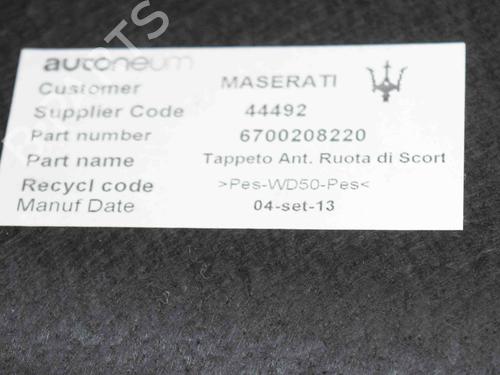 autoneum
Customer MASERATI
Supplier Code 44492
Part number 6700208220
Part name Tappeto Ant. Ruota di Scort
Recycl code >Pes-WD50-Pes<
Manuf Date 04-set-13